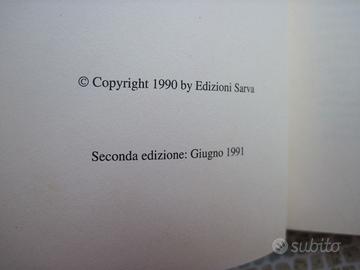 © Copyright 1990 by Edizioni Sarva
Seconda edizione: Giugno 1991
subito